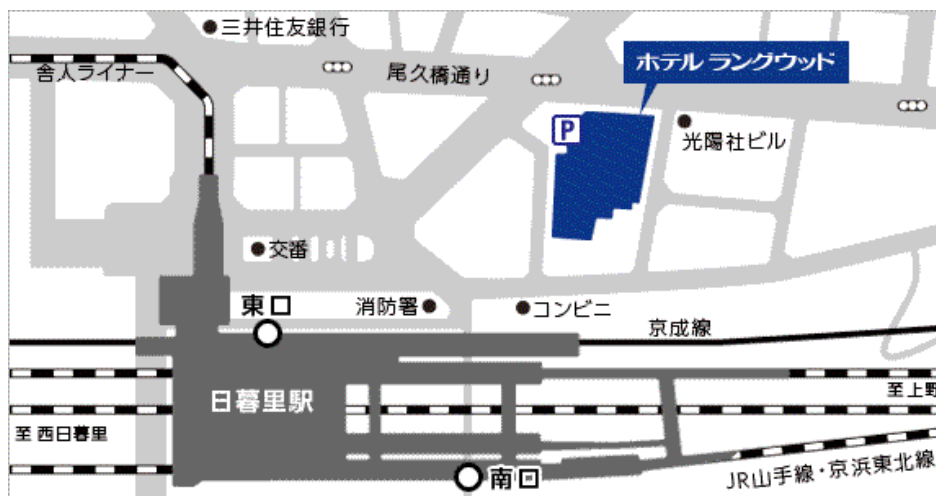 三井住友銀行
舎人ライナー
尾久橋通り
ホテル ラングウッド
P
光陽社ビル
交番
東口
消防署
コンビニ
京成線
日暮里駅
至 上野
至 西日暮里
南口
JR山手線・京浜東北線